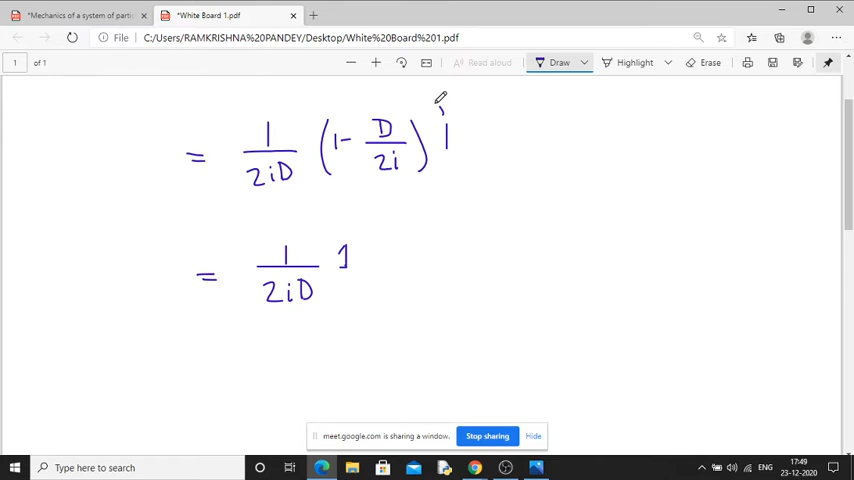 *Mechanics of a system of partic
*White Board 1.pdf
File
C:/Users/RAMKRISHNA%20PANDEY/Desktop/White%20Board%201.pdf
1 of 1
Read aloud
Draw
Highlight
Erase
= 1/2iD (1 - D/2i) 1
= 1/2iD 1
meet.google.com is sharing a window.
Stop sharing
Hide
Type here to search
ENG
17:49
23-12-2020